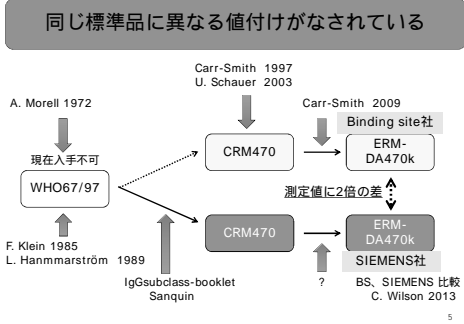 同じ標準品に異なる値付けがなされている
Carr-Smith 1997
U. Schauer 2003
A. Morell 1972
Carr-Smith 2009
Binding site社
現在入手不可
CRM470
ERM-
DA470k
WHO67/97
測定値に2倍の差
CRM470
ERM-
DA470k
SIEMENS社
F. Klein 1985
L. Hanmmarström 1989
IgGsubclass-booklet
Sanquin
?
BS、SIEMENS 比較
C. Wilson 2013
5